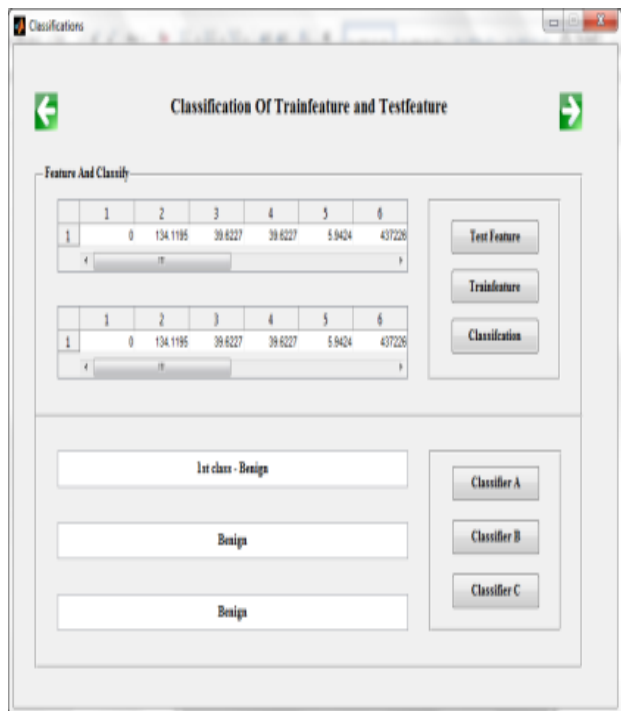 Classifications
Classification Of Trainfeature and Testfeature
Feature And Classify
1 2 3 4 5 6
1 0 134.1195 39.6227 39.6227 5.9424 437226
Test Feature
Trainfeature
1 2 3 4 5 6
1 0 134.1195 39.6227 39.6227 5.9424 437226
Classifcation
1st class - Benign
Classifier A
Benign
Classifier B
Benign
Classifier C